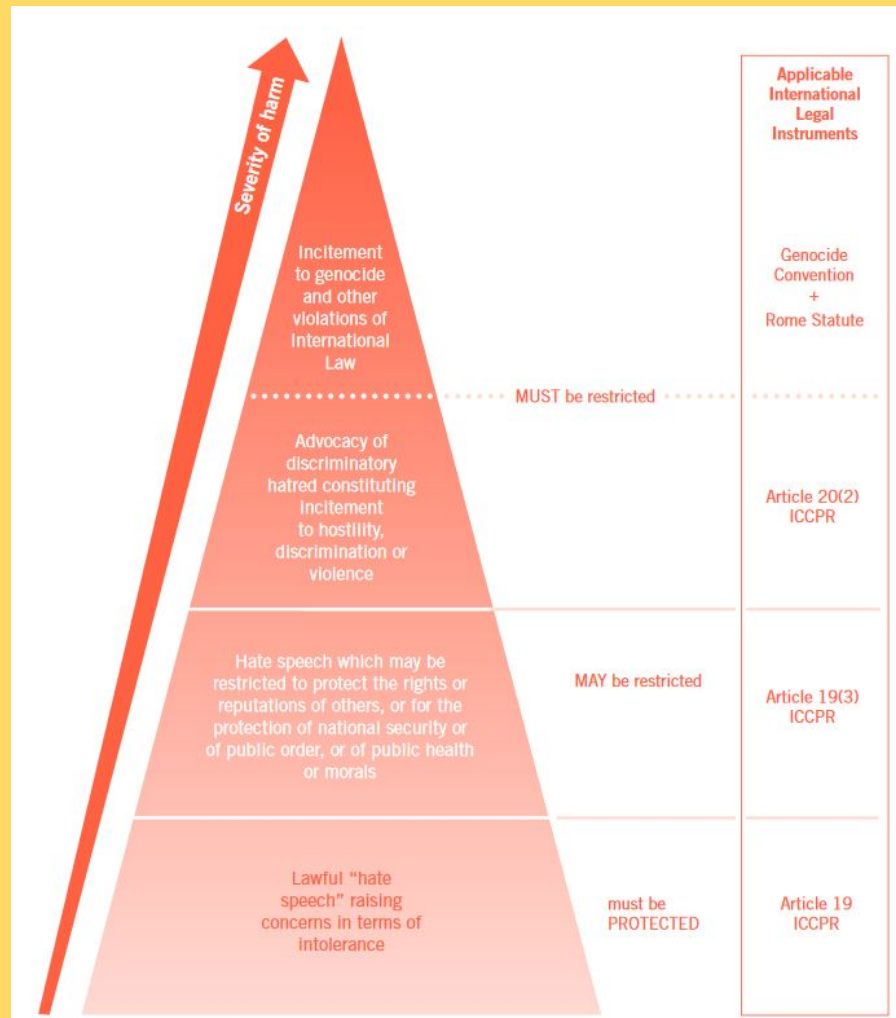 Severity of harm
Applicable
International
Legal
Instruments
Incitement
to genocide
and other
violations of
International
Law
Genocide
Convention
+
Rome Statute
MUST be restricted
Advocacy of
discriminatory
hatred constituting
incitement
to hostility,
discrimination or
violence
Article 20(2)
ICCPR
Hate speech which may be
restricted to protect the rights or
reputations of others, or for the
protection of national security or
of public order, or of public health
or morals
MAY be restricted
Article 19(3)
ICCPR
Lawful “hate
speech” raising
concerns in terms of
intolerance
must be
PROTECTED
Article 19
ICCPR